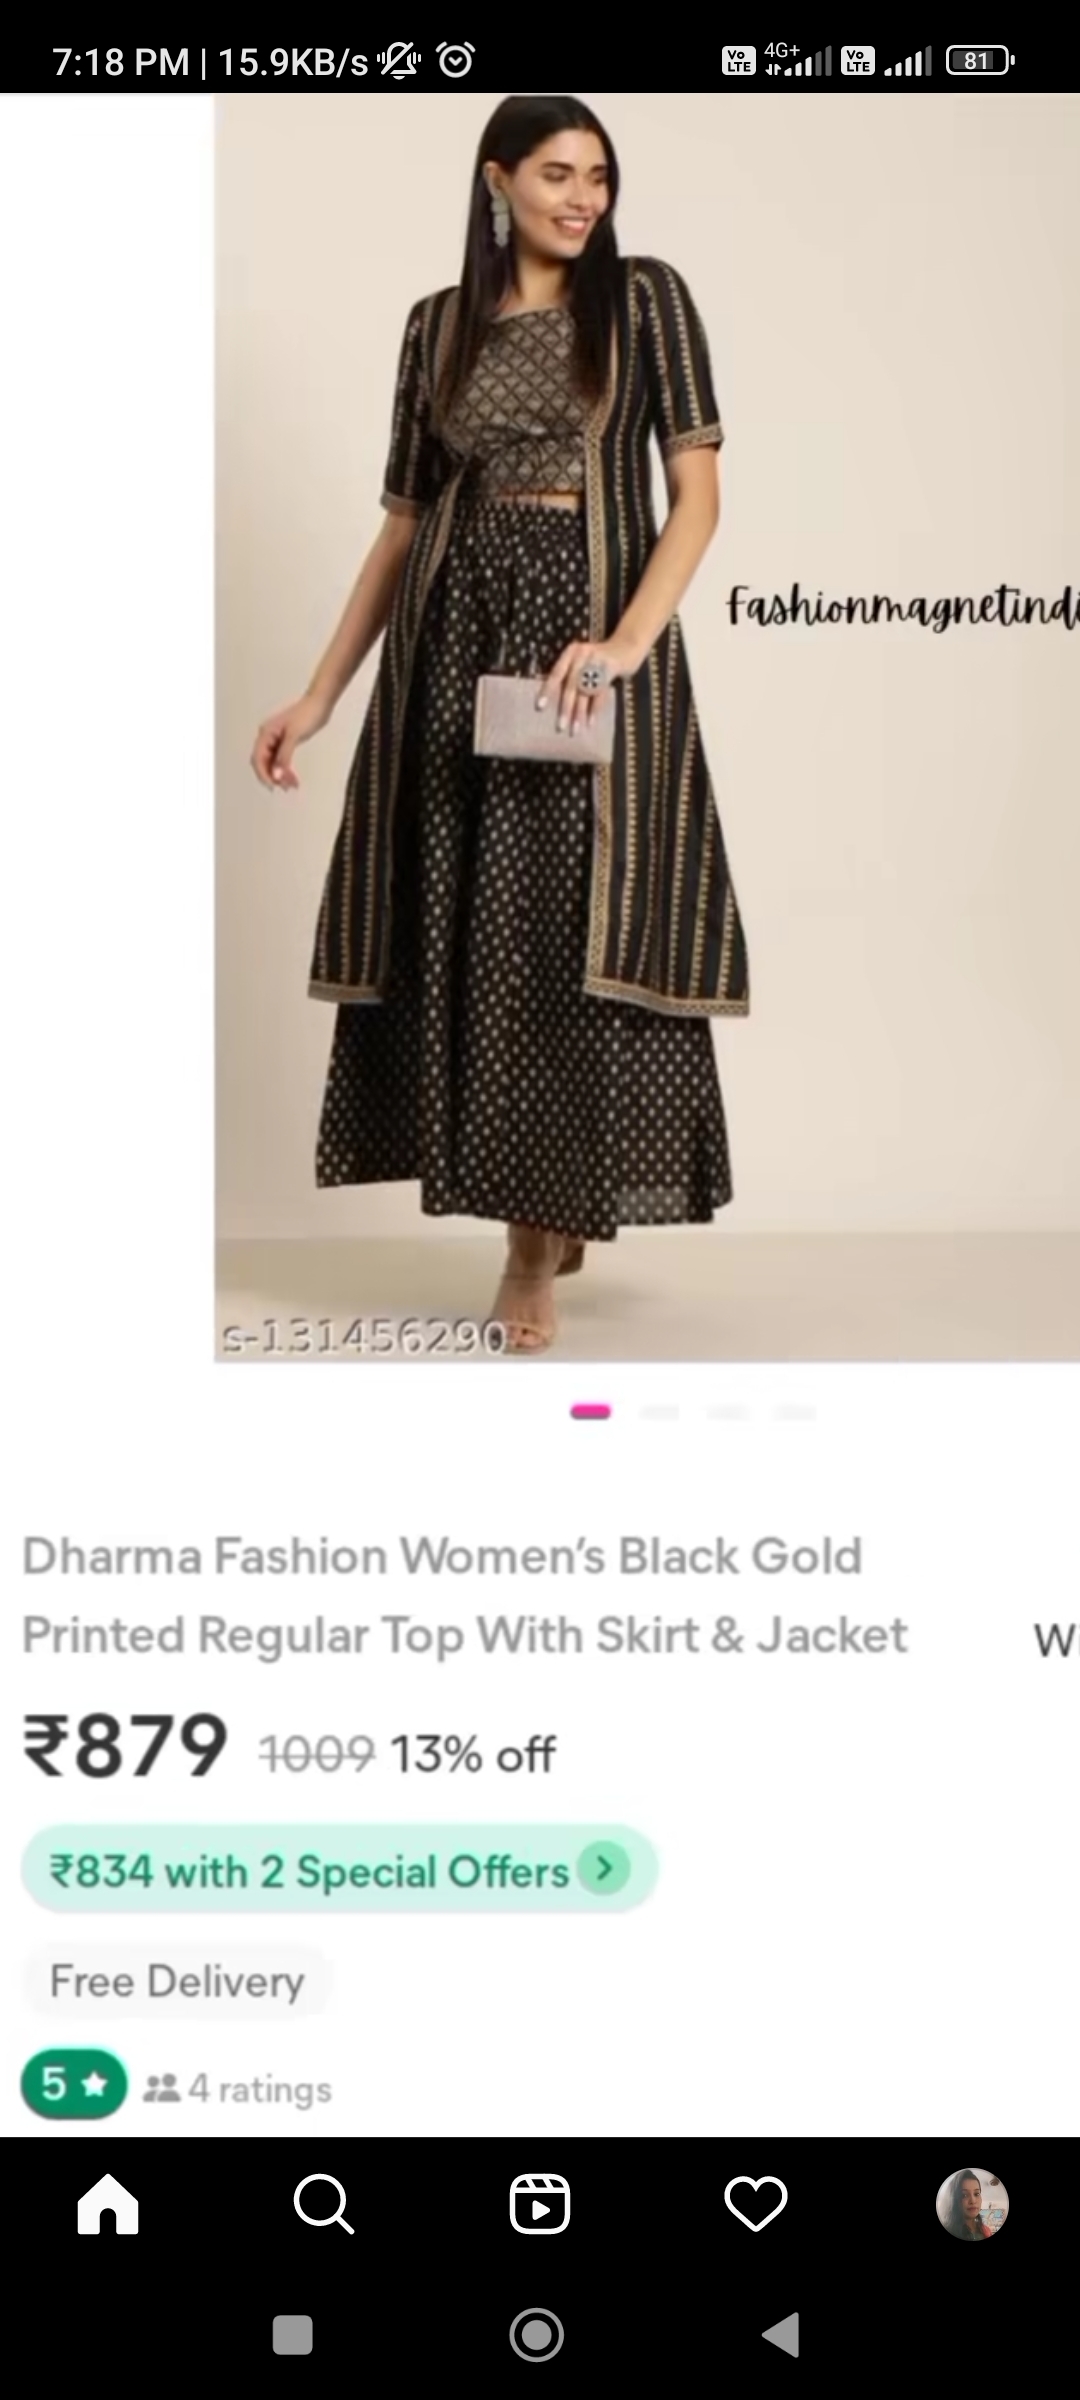 7:18 PM | 15.9KB/s
Vo LTE 4G+ Vo LTE 81
Fashionmagnetindi
s-131456290
Dharma Fashion Women's Black Gold
Printed Regular Top With Skirt & Jacket
Wi
₹879 1009 13% off
₹834 with 2 Special Offers
Free Delivery
5 4 ratings